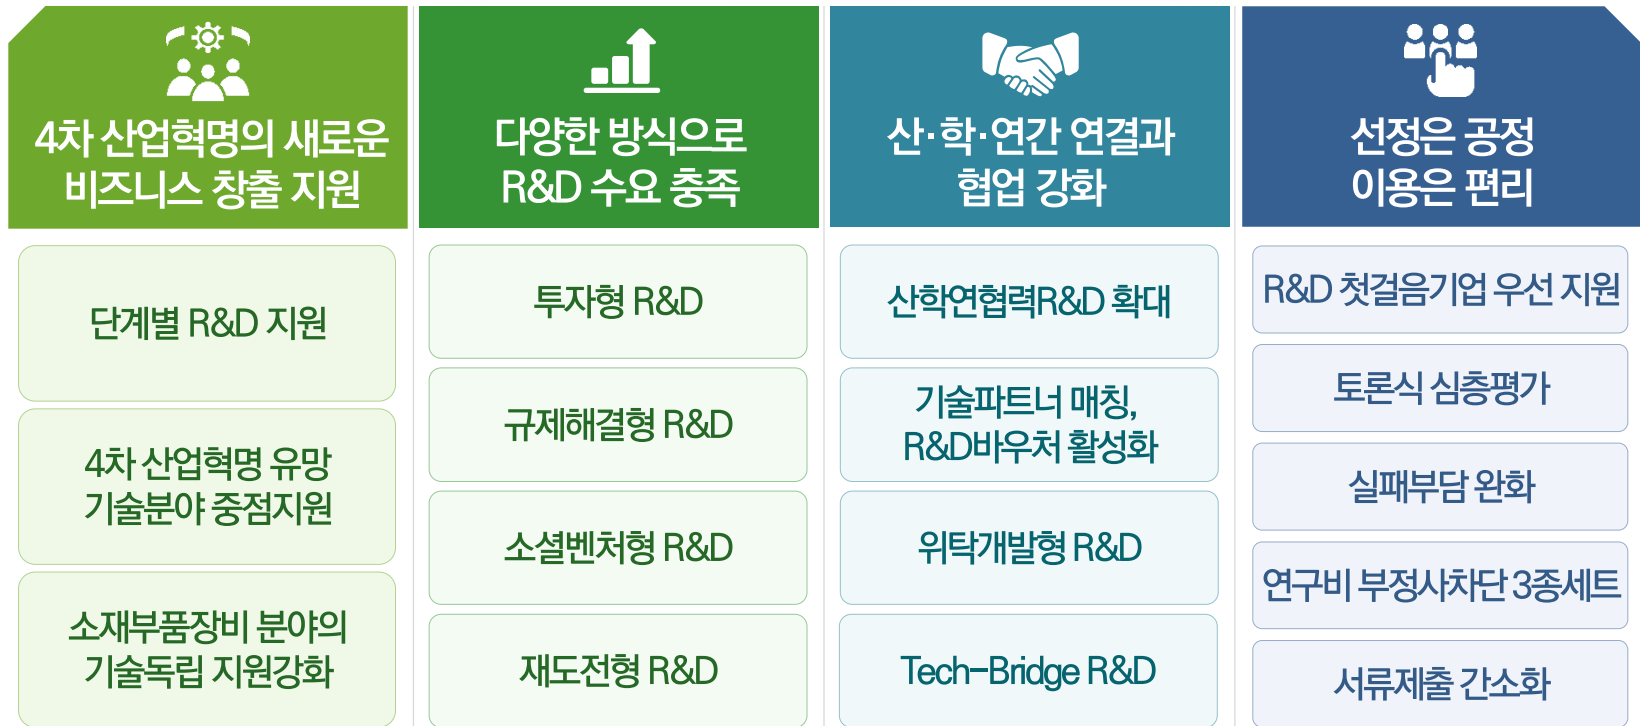 4차 산업혁명의 새로운
비즈니스 창출 지원
단계별 R&D 지원
4차 산업혁명 유망
기술분야 중점지원
소재부품장비 분야의
기술독립 지원강화
다양한 방식으로
R&D 수요 충족
투자형 R&D
규제해결형 R&D
소셜벤처형 R&D
재도전형 R&D
산·학·연간 연결과
협업 강화
산학연협력R&D 확대
기술파트너 매칭,
R&D바우처 활성화
위탁개발형 R&D
Tech-Bridge R&D
선정은 공정
이용은 편리
R&D 첫걸음기업 우선 지원
토론식 심층평가
실패부담 완화
연구비 부정사차단 3종세트
서류제출 간소화